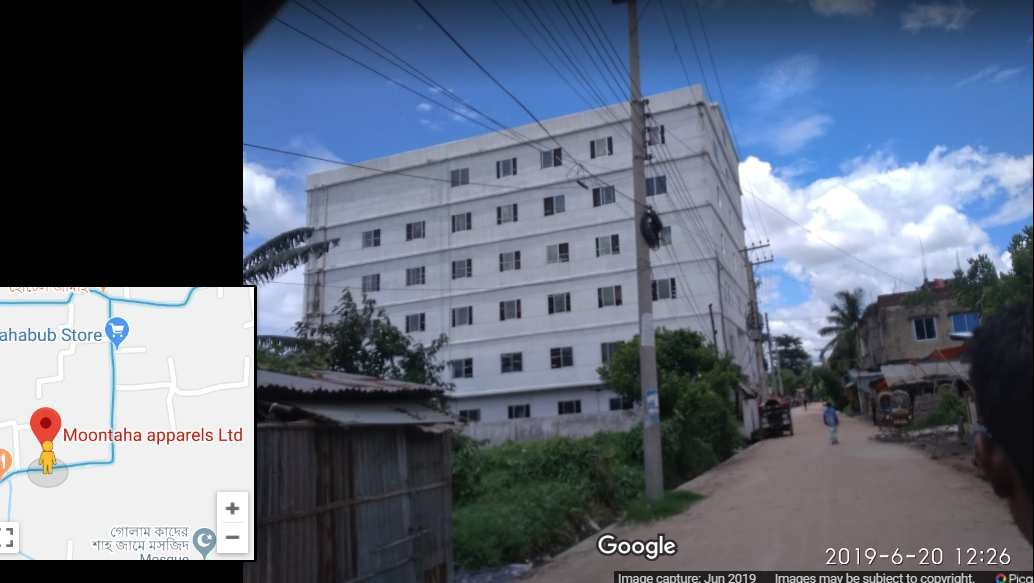 ahabub Store
Moontaha apparels Ltd
গোলাম কাদের
শাহ জামে মসজিদ
Mosque
Google
2019-6-20 12:26
Image capture: Jun 2019 Images may be subject to copyright.